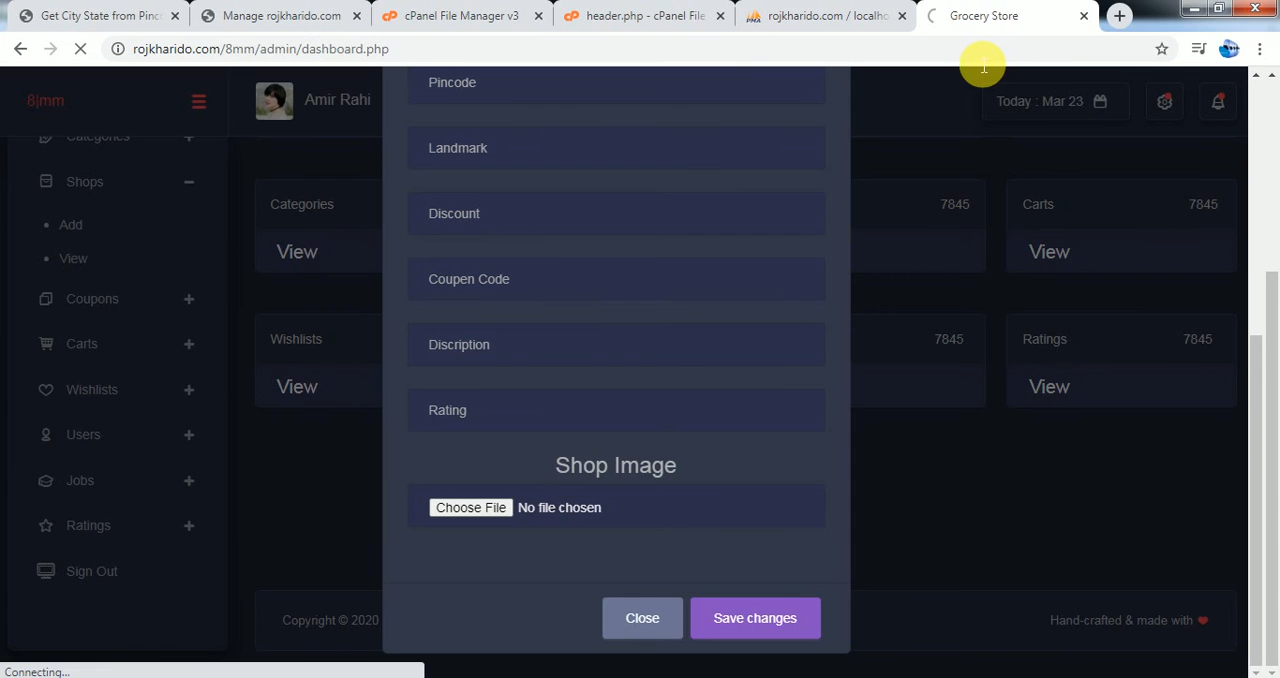 Get City State from Pinc
Manage rojkharido.com
cPanel File Manager v3
header.php - cPanel File
rojkharido.com / localho
Grocery Store
rojkharido.com/8mm/admin/dashboard.php
8|mm
Amir Rahi
Today : Mar 23
Categories
Shops
Add
View
Coupons
Carts
Wishlists
Users
Jobs
Ratings
Sign Out
Categories
View
7845
Carts 7845
View
Wishlists
View
7845
Ratings 7845
View
Pincode
Landmark
Discount
Coupen Code
Discription
Rating
Shop Image
Choose File No file chosen
Close Save changes
Copyright © 2020
Hand-crafted & made with
Connecting...